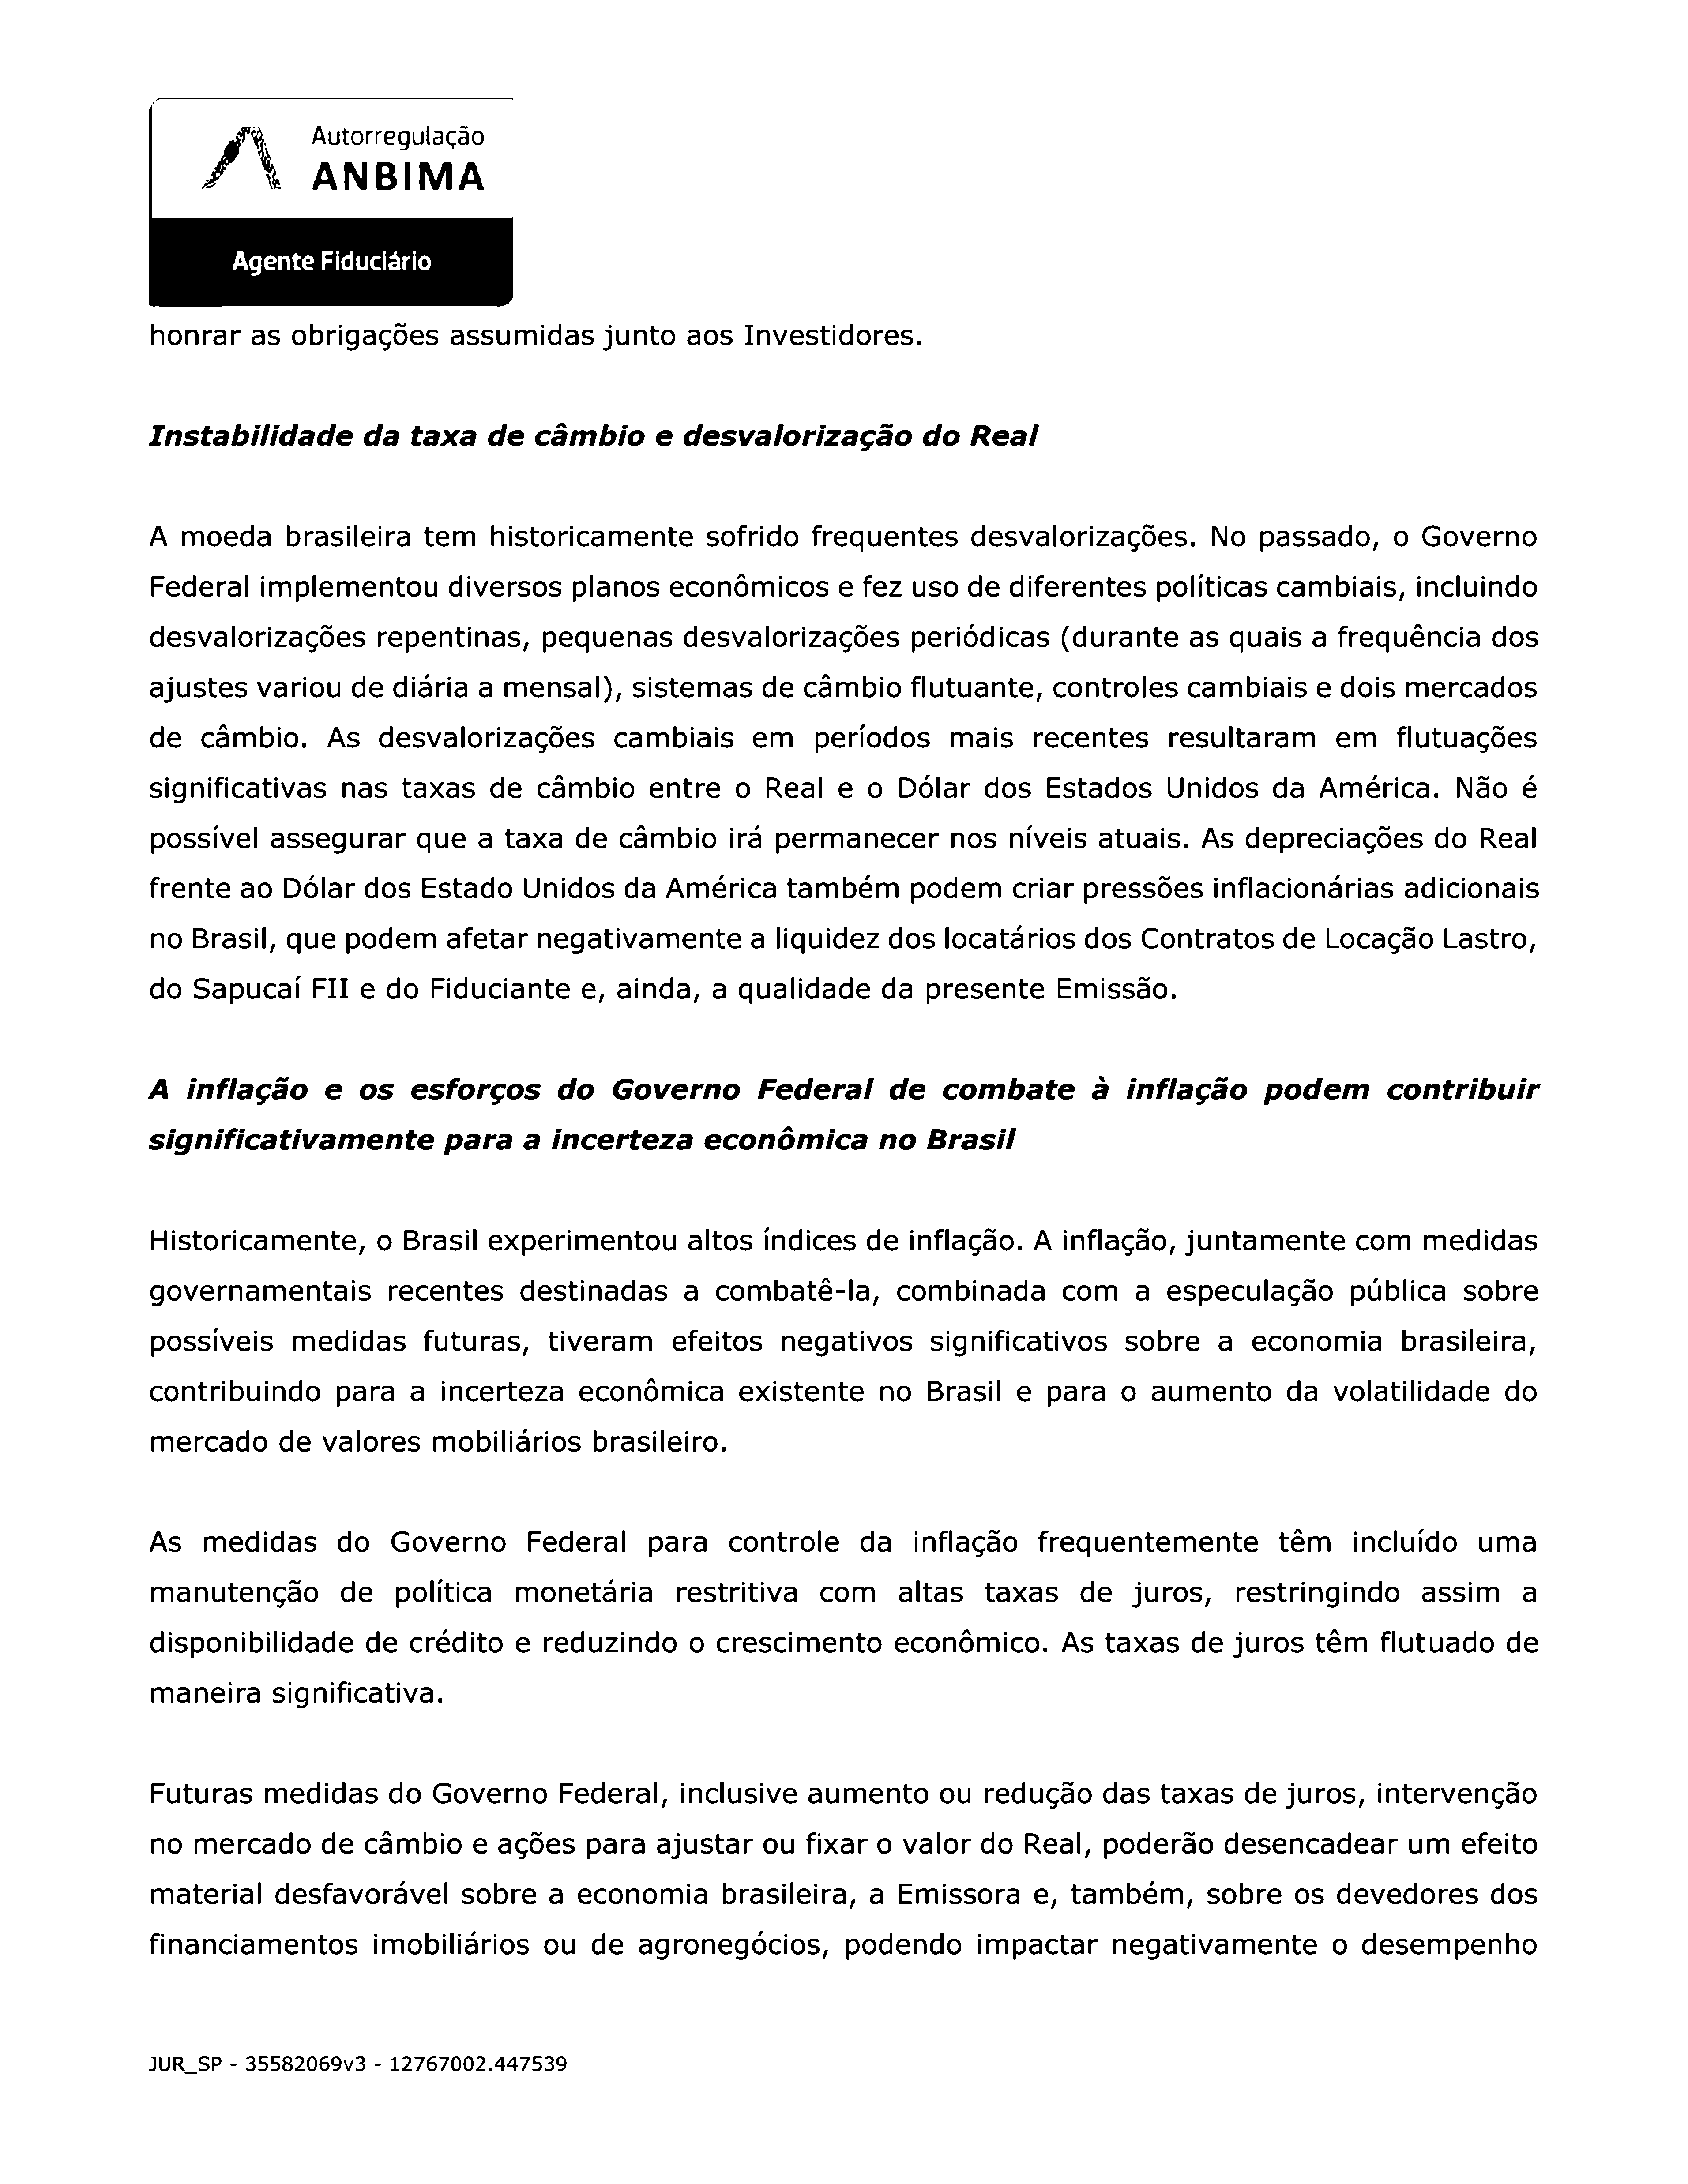 Autorregulação
ANBIMA
Agente Fiduciário
honrar as obrigações assumidas junto aos Investidores.
Instabilidade da taxa de câmbio e desvalorização do Real
A moeda brasileira tem historicamente sofrido frequentes desvalorizações. No passado, o Governo
Federal implementou diversos planos econômicos e fez uso de diferentes políticas cambiais, incluindo
desvalorizações repentinas, pequenas desvalorizações periódicas (durante as quais a frequência dos
ajustes variou de diária a mensal), sistemas de câmbio flutuante, controles cambiais e dois mercados
de câmbio. As desvalorizações cambiais em períodos mais recentes resultaram em flutuações
significativas nas taxas de câmbio entre o Real e o Dólar dos Estados Unidos da América. Não é
possível assegurar que a taxa de câmbio irá permanecer nos níveis atuais. As depreciações do Real
frente ao Dólar dos Estado Unidos da América também podem criar pressões inflacionárias adicionais
no Brasil, que podem afetar negativamente a liquidez dos locatários dos Contratos de Locação Lastro,
do Sapucaí FII e do Fiduciante e, ainda, a qualidade da presente Emissão.
A inflação e os esforços do Governo Federal de combate à inflação podem contribuir
significativamente para a incerteza econômica no Brasil
Historicamente, o Brasil experimentou altos índices de inflação. A inflação, juntamente com medidas
governamentais recentes destinadas a combatê-la, combinada com a especulação pública sobre
possíveis medidas futuras, tiveram efeitos negativos significativos sobre a economia brasileira,
contribuindo para a incerteza econômica existente no Brasil e para o aumento da volatilidade do
mercado de valores mobiliários brasileiro.
As medidas do Governo Federal para controle da inflação frequentemente têm incluído uma
manutenção de política monetária restritiva com altas taxas de juros, restringindo assim a
disponibilidade de crédito e reduzindo o crescimento econômico. As taxas de juros têm flutuado de
maneira significativa.
Futuras medidas do Governo Federal, inclusive aumento ou redução das taxas de juros, intervenção
no mercado de câmbio e ações para ajustar ou fixar o valor do Real, poderão desencadear um efeito
material desfavorável sobre a economia brasileira, a Emissora e, também, sobre os devedores dos
financiamentos imobiliários ou de agronegócios, podendo impactar negativamente o desempenho
JUR_SP - 35582069v3 - 12767002.447539